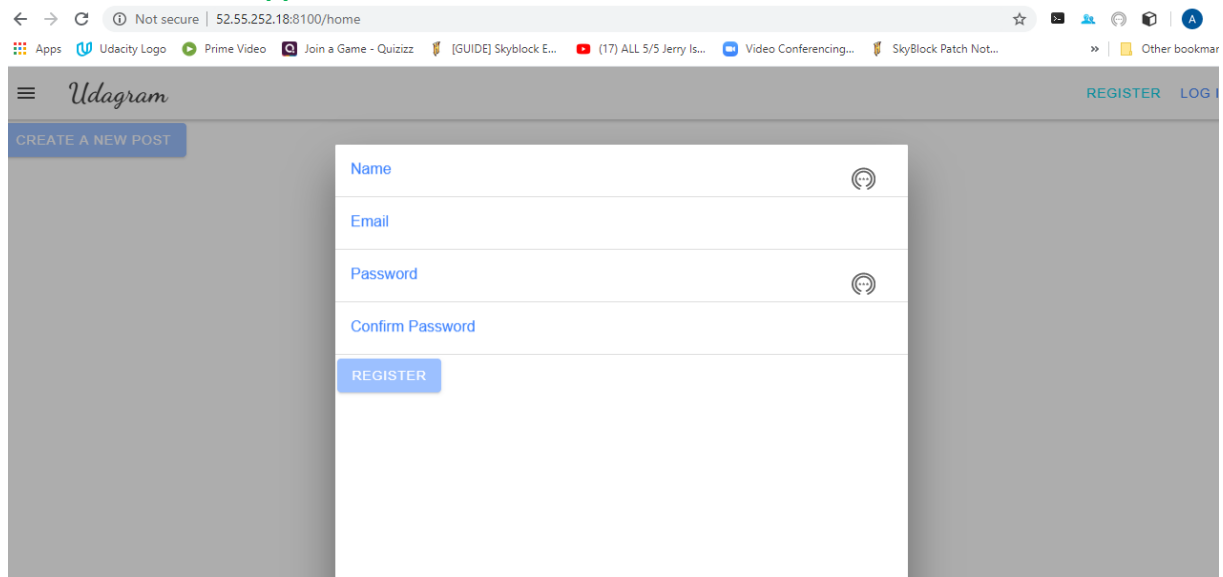 Not secure | 52.55.252.18:8100/home
A
Apps Udacity Logo Prime Video Join a Game - Quizizz [GUIDE] Skyblock E... (17) ALL 5/5 Jerry Is... Video Conferencing... SkyBlock Patch Not... » Other bookmar
Udagram REGISTER LOG I
CREATE A NEW POST
Name
Email
Password
Confirm Password
REGISTER